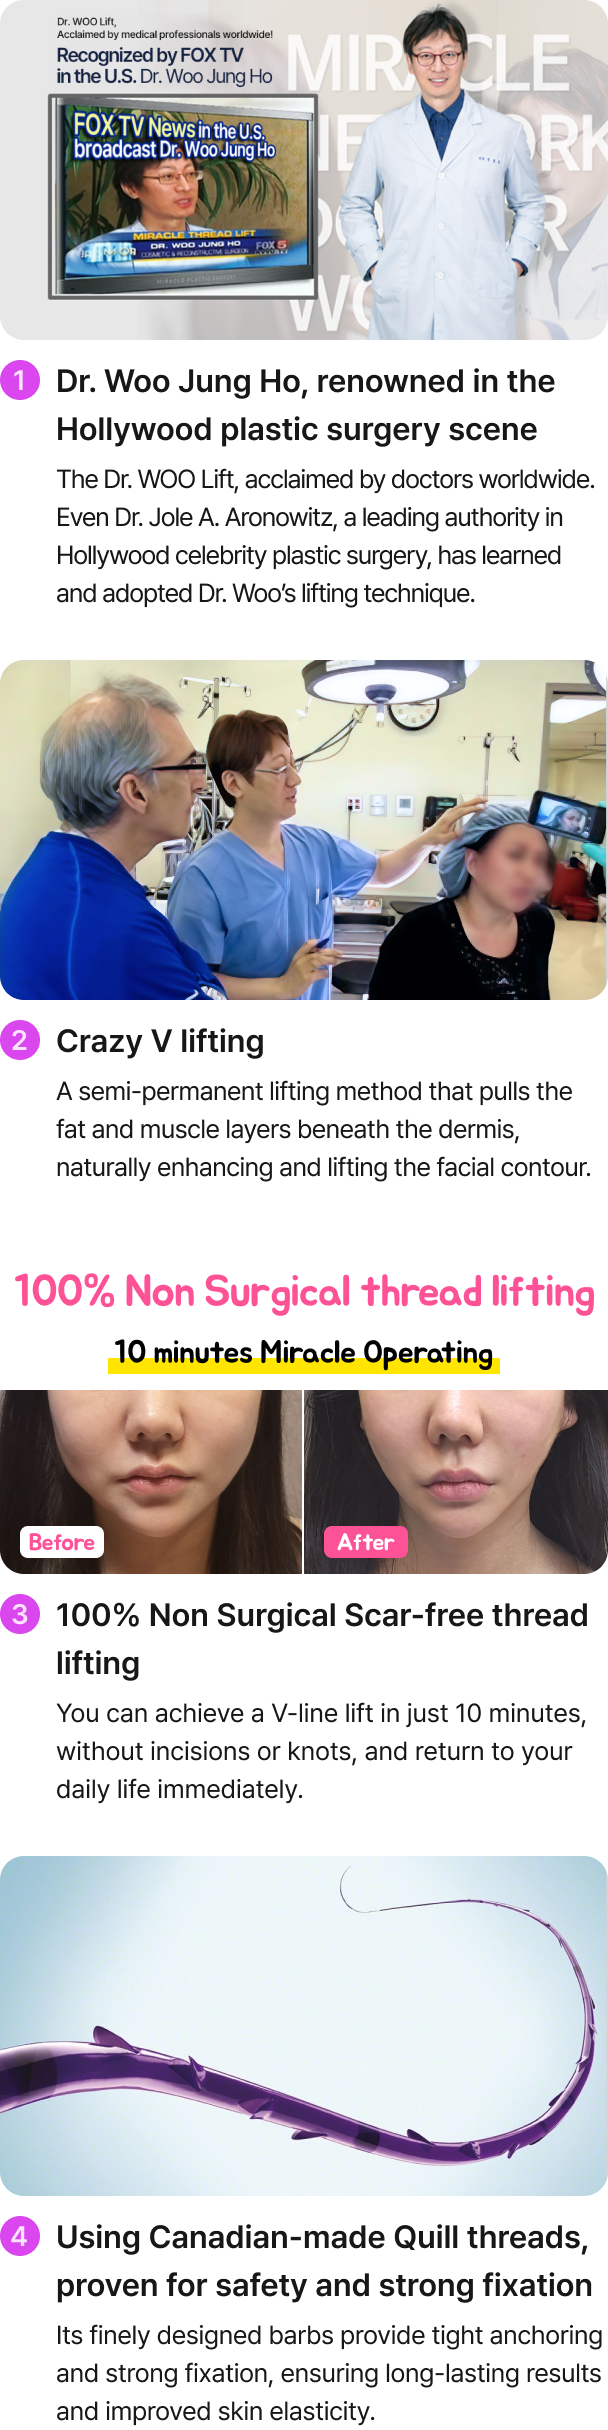 Dr. WOO Lift,
Acclaimed by medical professionals worldwide!
Recognized by FOX TV
in the U.S. Dr. Woo Jung Ho
MIRACLE
FOX TV News in the U.S.
broadcast Dr. Woo Jung Ho
MIRACLE THREAD LIFT
DR. WOO JUNG HO
COSMETIC & RECONSTRUCTIVE SURGEON
FOX 5
MIRACLE PLASTIC SURGERY
1 Dr. Woo Jung Ho, renowned in the
Hollywood plastic surgery scene
The Dr. WOO Lift, acclaimed by doctors worldwide.
Even Dr. Jole A. Aronowitz, a leading authority in
Hollywood celebrity plastic surgery, has learned
and adopted Dr. Woo’s lifting technique.
2 Crazy V lifting
A semi-permanent lifting method that pulls the
fat and muscle layers beneath the dermis,
naturally enhancing and lifting the facial contour.
100% Non Surgical thread lifting
10 minutes Miracle Operating
Before
After
3 100% Non Surgical Scar-free thread
lifting
You can achieve a V-line lift in just 10 minutes,
without incisions or knots, and return to your
daily life immediately.
4 Using Canadian-made Quill threads,
proven for safety and strong fixation
Its finely designed barbs provide tight anchoring
and strong fixation, ensuring long-lasting results
and improved skin elasticity.